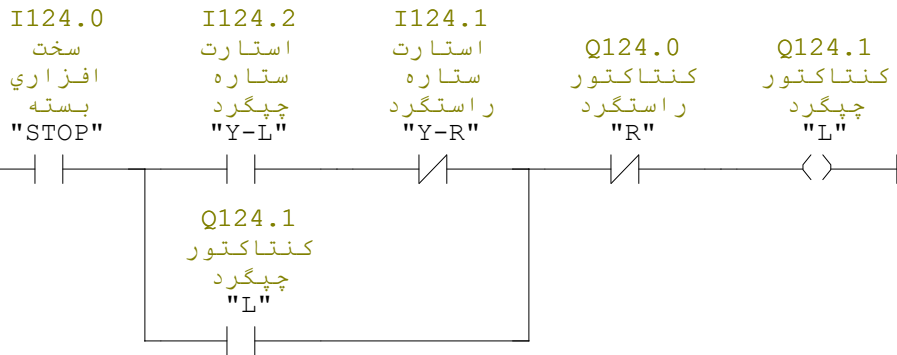 I124.0
سخت
افزاري
بسته
"STOP"
I124.2
استارت
ستاره
چپگرد
"Y-L"
I124.1
استارت
ستاره
راستگرد
"Y-R"
Q124.0
کنتاکتور
راستگرد
"R"
Q124.1
کنتاکتور
چپگرد
"L"
Q124.1
کنتاکتور
چپگرد
"L"